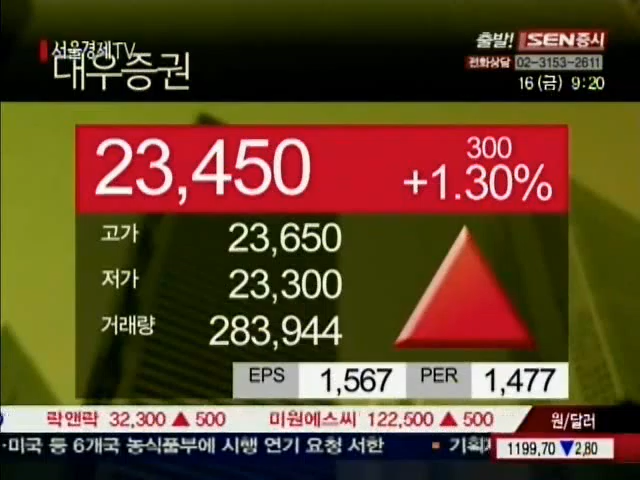 서울경제TV
대우증권
출발! SEN증시
전화상담 02-3153-2611
16(금) 9:20
23,450
300
+1.30%
고가 23,650
저가 23,300
거래량 283,944
EPS 1,567 PER 1,477
락앤락 32,300 ▲ 500 미원에스씨 122,500 ▲ 500 원/달러
·미국 등 6개국 농식품부에 시행 연기 요청 서한 ▪ 기획재 1199,70 ▼2,80